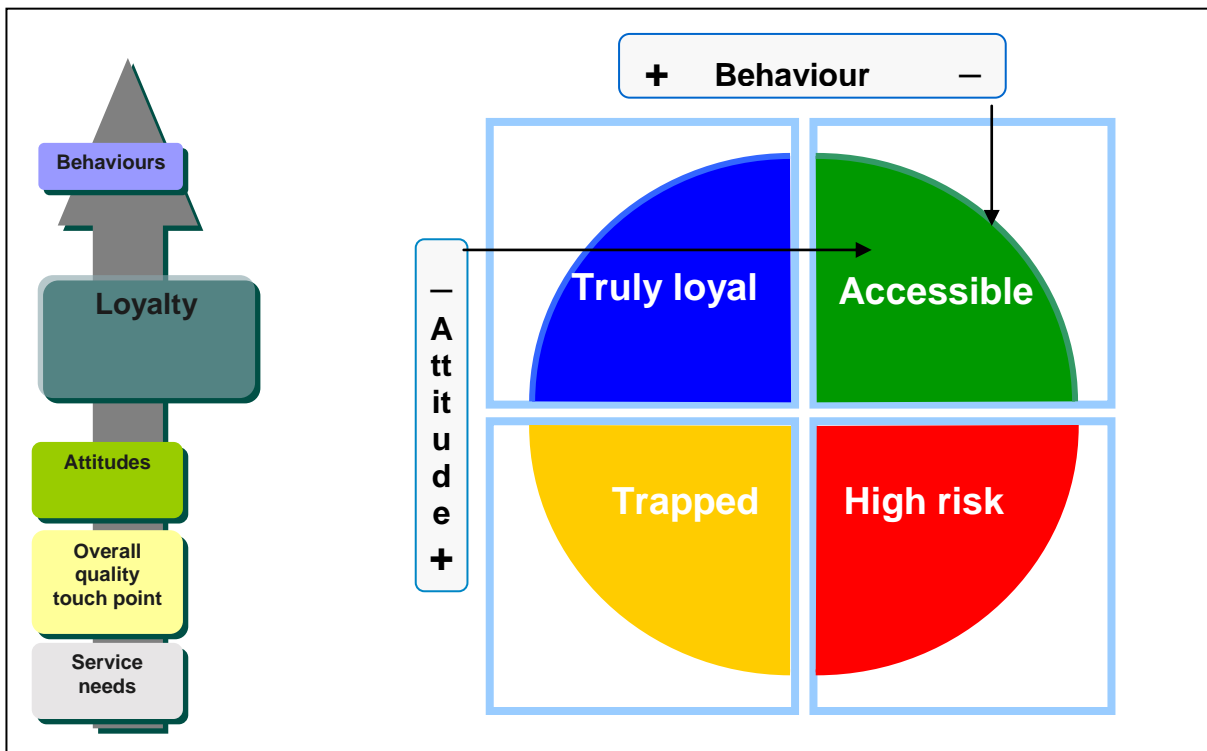 + Behaviour –
Behaviours
Loyalty
Attitudes
Overall
quality
touch point
Service
needs
–
A
tt
it
u
d
e
+
Truly loyal
Accessible
Trapped
High risk